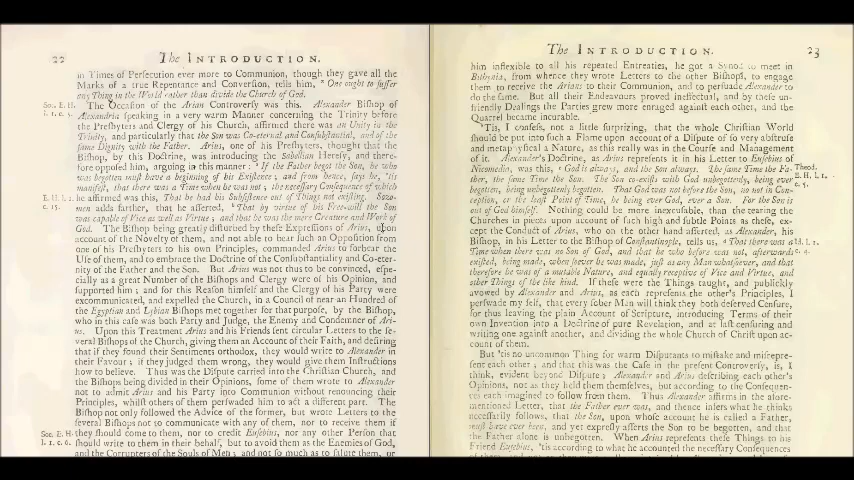 22 The INTRODUCTION.
in Times of Persecution ever more to Communion, though they gave all the
Marks of a true Repentance and Conversion, tells him, One ought to suffer
any Thing in the World rather than divide the Church of God.
Soc. E. H. The Occasion of the Arian Controversy was this. Alexander Bishop of
Alexandria speaking in a very warm Manner concerning the Trinity before
the Presbyters and Clergy of his Church, affirmed there was an Unity in the
Trinity, and particularly that the Son was Co-eternal and Consubstantial, and of the
same Dignity with the Father. Arius, one of his Presbyters, thought that the
Bishop, by this Doctrine, was introducing the Sabellian Heresy, and there-
fore opposed him, arguing in this manner: If the Father begot the Son, he who
was begotten must have a beginning of his Existence; and from hence, says he, 'tis
manifest, that there was a Time when he was not; the necessary Consequence of which
he affirmed was this, That he had his Subsistence out of Things not existing. Sozo-
c. 15. men adds farther, that he asserted, That by virtue of his Free-will the Son
was capable of Vice as well as Virtue; and that he was the mere Creature and Work of
God. The Bishop being greatly disturbed by these Expressions of Arius, upon
account of the Novelty of them, and not able to bear such an Opposition from
one of his Presbyters to his own Principles, commanded Arius to forbear the
Use of them, and to embrace the Doctrine of the Consubstantiality and Co-eter-
nity of the Father and the Son. But Arius was not thus to be convinced, espe-
cially as a great Number of the Bishops and Clergy were of his Opinion, and
supported him; and for this Reason himself and the Clergy of his Party were
excommunicated, and expelled the Church, in a Council of near an Hundred of
the Egyptian and Lybian Bishops met together for that purpose, by the Bishop,
who in this case was both Party and Judge, the Enemy and Condemner of Ari-
us. Upon this Treatment Arius and his Friends sent circular Letters to the se-
veral Bishops of the Church, giving them an Account of their Faith, and desiring
that if they found their Sentiments orthodox, they would write to Alexander in
their Favour; if they judged them wrong, they would give them Instructions
how to believe. Thus was the Dispute carried into the Christian Church, and
the Bishops being divided in their Opinions, some of them wrote to Alexander
not to admit Arius and his Party into Communion without renouncing their
Principles, whilst others of them perswaded him to act a different part. The
Bishop not only followed the Advice of the former, but wrote Letters to the
several Bishops not to communicate with any of them, nor to receive them if
Soc. E. H. they should come to them, nor to credit Eusebius, nor any other Person that
l. 1. c. 6. should write to them in their behalf, but to avoid them as the Enemies of God,
and the Corrupters of the Souls of Men; and not so much as to salute them, or
The INTRODUCTION. 23
him inflexible to all his repeated Entreaties, he got a Synod to meet in
Bithynia, from whence they wrote Letters to the other Bishops, to engage
them to receive the Arians to their Communion, and to persuade Alexander to
do the same. But all their Endeavours proved ineffectual, and by these un-
friendly Dealings the Parties grew more enraged against each other, and the
Quarrel became incurable.
'Tis, I confess, not a little surprizing, that the whole Christian World
should be put into such a Flame upon account of a Dispute of so very abstruse
and metaphysical a Nature, as this really was in the Course and Management
of it. Alexander's Doctrine, as Arius represents it in his Letter to Eusebius of
Nicomedia, was this, God is always, and the Son always. The same Time the Fa-
ther, the same Time the Son. The Son co-exists with God unbegottenly, being ever
begotten, being unbegottenly begotten. That God was not before the Son, no not in Con-
ception, or the least Point of Time, he being ever God, ever a Son. For the Son is
out of God himself. Nothing could be more inexcusable, than the tearing the
Churches in pieces upon account of such high and subtle Points as these, ex-
cept the Conduct of Arius, who on the other hand asserted, as Alexander, his
Bishop, in his Letter to the Bishop of Constantinople, tells us, That there was a
Time when there was no Son of God, and that he who before was not, afterwards
existed, being made, when soever he was made, just as any Man whatsoever, and that
therefore he was of a mutable Nature, and equally receptive of Vice and Virtue, and
other Things of the like kind. If these were the Things taught, and publickly
avowed by Alexander and Arius, as each represents the other's Principles, I
perswade my self, that every sober Man will think they both deserved Censure,
for thus leaving the plain Account of Scripture, introducing Terms of their
own Invention into a Doctrine of pure Revelation, and at last censuring and
writing one against another, and dividing the whole Church of Christ upon ac-
count of them.
But 'tis no uncommon Thing for warm Disputants to mistake and misrepre-
sent each other; and that this was the Case in the present Controversy, is, I
think, evident beyond Dispute; Alexander and Arius describing each other's
Opinions, not as they held them themselves, but according to the Consequen-
ces each imagined to follow from them. Thus Alexander affirms in the afore-
mentioned Letter, that the Father ever was, and thence infers what he thinks
necessarily follows, that the Son, upon whose account he is called a Father,
must have ever been, and yet expresly asserts the Son to be begotten, and that
the Father alone is unbegotten. When Arius represents these Things to his
Friend Eusebius, 'tis according to what he accounted the necessary Consequences